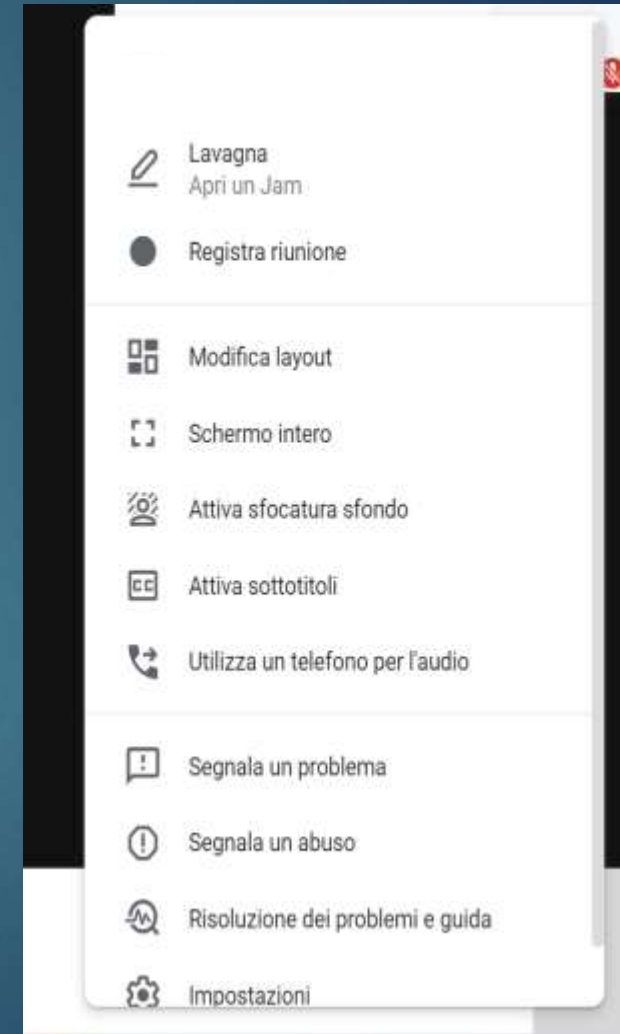 Lavagna
Apri un Jam
Registra riunione
Modifica layout
Schermo intero
Attiva sfocatura sfondo
Attiva sottotitoli
Utilizza un telefono per l'audio
Segnala un problema
Segnala un abuso
Risoluzione dei problemi e guida
Impostazioni